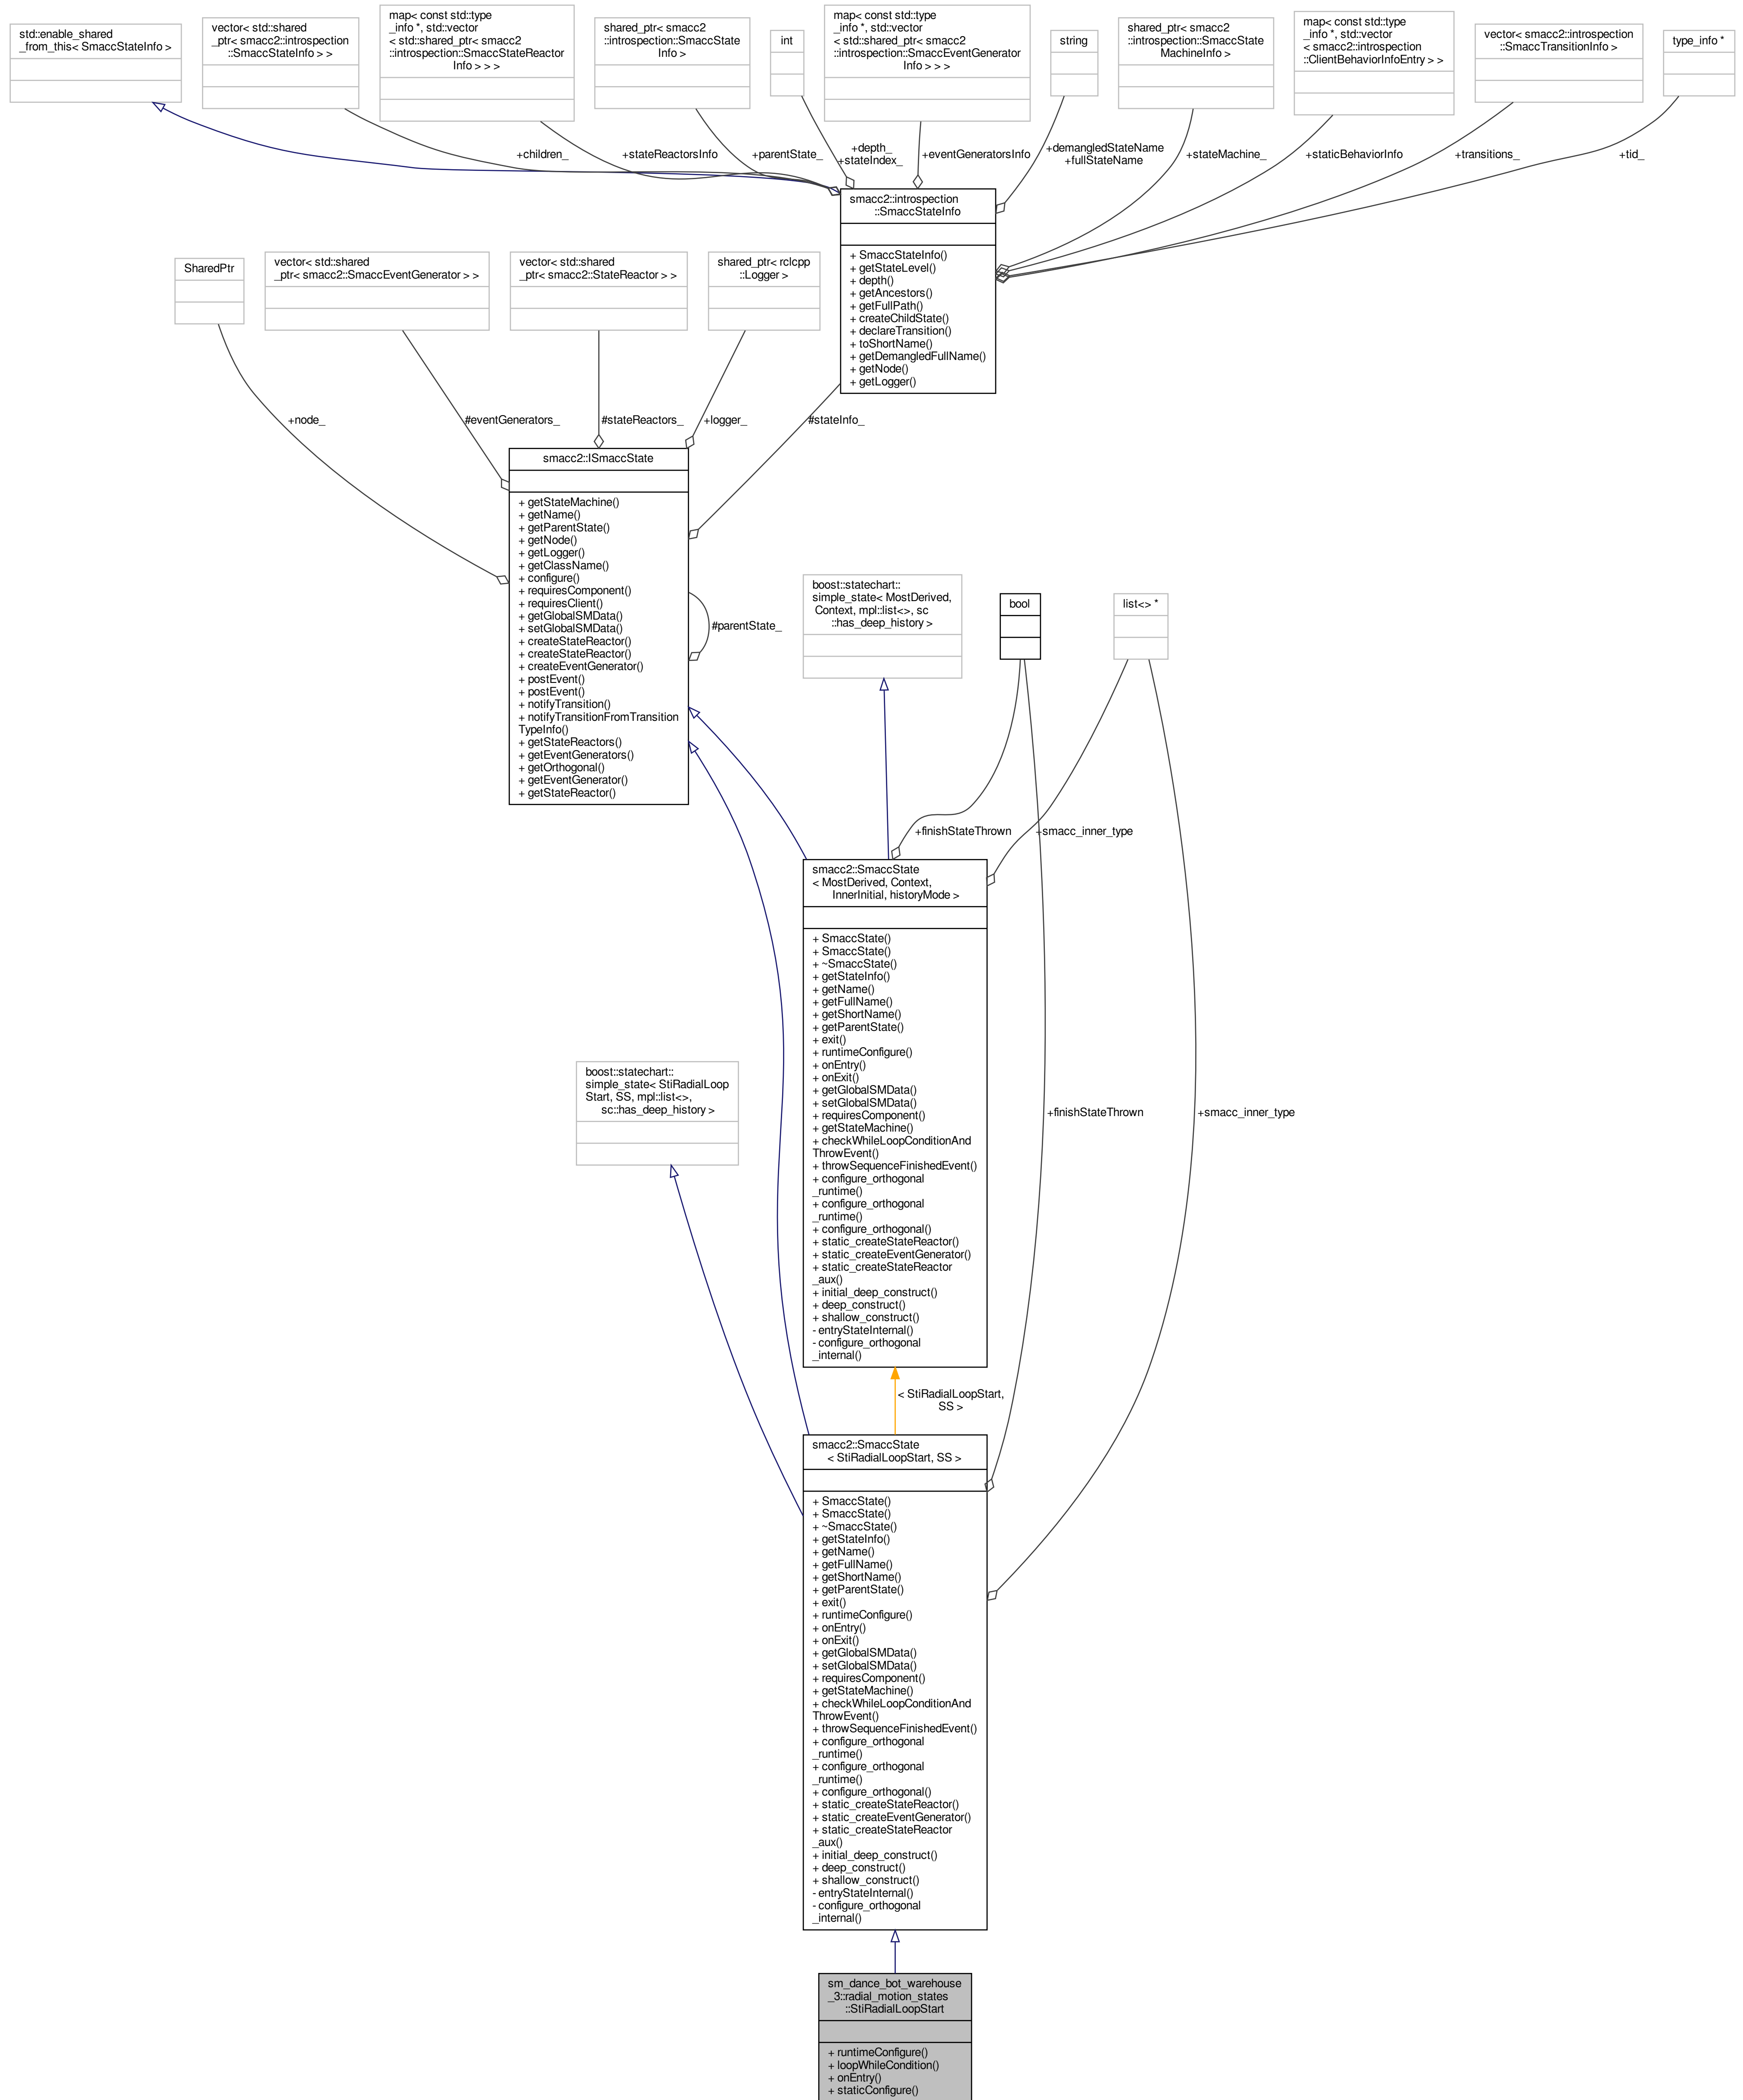 std::enable_shared
_from_this< SmaccStateInfo >
vector< std::shared
_ptr< smacc2::introspection
::SmaccStateInfo > >
map< const std::type
_info *, std::vector
< std::shared_ptr< smacc2
::introspection::StateReactor
Info > > >
shared_ptr< smacc2
::introspection::SmaccState
Info >
int
map< const std::type
_info *, std::vector
< std::shared_ptr< smacc2
::introspection::SmaccEventGenerator
Info > > >
string
shared_ptr< smacc2
::introspection::SmaccState
MachineInfo >
map< const std::type
_info *, std::vector
< smacc2::introspection
::ClientBehaviorInfoEntry > >
vector< smacc2::introspection
::SmaccTransitionInfo >
type_info *
+children_
+stateReactorsInfo
+parentState_
+depth_
+stateIndex_
+eventGeneratorsInfo
+demangledStateName
+fullStateName
+stateMachine_
+staticBehaviorInfo
+transitions_
+tid_
smacc2::introspection
::SmaccStateInfo
+ SmaccStateInfo()
+ getStateLevel()
+ depth()
+ getAncestors()
+ getFullPath()
+ createChildState()
+ declareTransition()
+ toShortName()
+ getDemangledFullName()
+ getNode()
+ getLogger()
SharedPtr
vector< std::shared
_ptr< smacc2::SmaccEventGenerator > >
vector< std::shared
_ptr< smacc2::StateReactor > >
shared_ptr< rclcpp
::Logger >
+node_
#eventGenerators_
#stateReactors_
+logger_
#stateInfo_
smacc2::ISmaccState
+ getStateMachine()
+ getName()
+ getParentState()
+ getNode()
+ getLogger()
+ getClassName()
+ configure()
+ requiresComponent()
+ requiresClient()
+ getGlobalSMData()
+ setGlobalSMData()
+ createStateReactor()
+ createStateReactor()
+ createEventGenerator()
+ postEvent()
+ postEvent()
+ notifyTransition()
+ notifyTransitionFromTransition
TypeInfo()
+ getStateReactors()
+ getEventGenerators()
+ getOrthogonal()
+ getEventGenerator()
+ getStateReactor()
#parentState_
boost::statechart::
simple_state< MostDerived,
Context, mpl::list<>, sc
::has_deep_history >
bool
list<> *
+finishStateThrown
+smacc_inner_type
smacc2::SmaccState
< MostDerived, Context,
InnerInitial, historyMode >
+ SmaccState()
+ SmaccState()
+ ~SmaccState()
+ getStateInfo()
+ getName()
+ getFullName()
+ getShortName()
+ getParentState()
+ exit()
+ runtimeConfigure()
+ onEntry()
+ onExit()
+ getGlobalSMData()
+ setGlobalSMData()
+ requiresComponent()
+ getStateMachine()
+ checkWhileLoopConditionAnd
ThrowEvent()
+ throwSequenceFinishedEvent()
+ configure_orthogonal
_runtime()
+ configure_orthogonal
_runtime()
+ configure_orthogonal()
+ static_createStateReactor()
+ static_createEventGenerator()
+ static_createStateReactor
_aux()
+ initial_deep_construct()
+ deep_construct()
+ shallow_construct()
- entryStateInternal()
- configure_orthogonal
_internal()
boost::statechart::
simple_state< StiRadialLoop
Start, SS, mpl::list<>,
sc::has_deep_history >
+finishStateThrown
+smacc_inner_type
< StiRadialLoopStart,
SS >
smacc2::SmaccState
< StiRadialLoopStart, SS >
+ SmaccState()
+ SmaccState()
+ ~SmaccState()
+ getStateInfo()
+ getName()
+ getFullName()
+ getShortName()
+ getParentState()
+ exit()
+ runtimeConfigure()
+ onEntry()
+ onExit()
+ getGlobalSMData()
+ setGlobalSMData()
+ requiresComponent()
+ getStateMachine()
+ checkWhileLoopConditionAnd
ThrowEvent()
+ throwSequenceFinishedEvent()
+ configure_orthogonal
_runtime()
+ configure_orthogonal
_runtime()
+ configure_orthogonal()
+ static_createStateReactor()
+ static_createEventGenerator()
+ static_createStateReactor
_aux()
+ initial_deep_construct()
+ deep_construct()
+ shallow_construct()
- entryStateInternal()
- configure_orthogonal
_internal()
sm_dance_bot_warehouse
_3::radial_motion_states
::StiRadialLoopStart
+ runtimeConfigure()
+ loopWhileCondition()
+ onEntry()
+ staticConfigure()